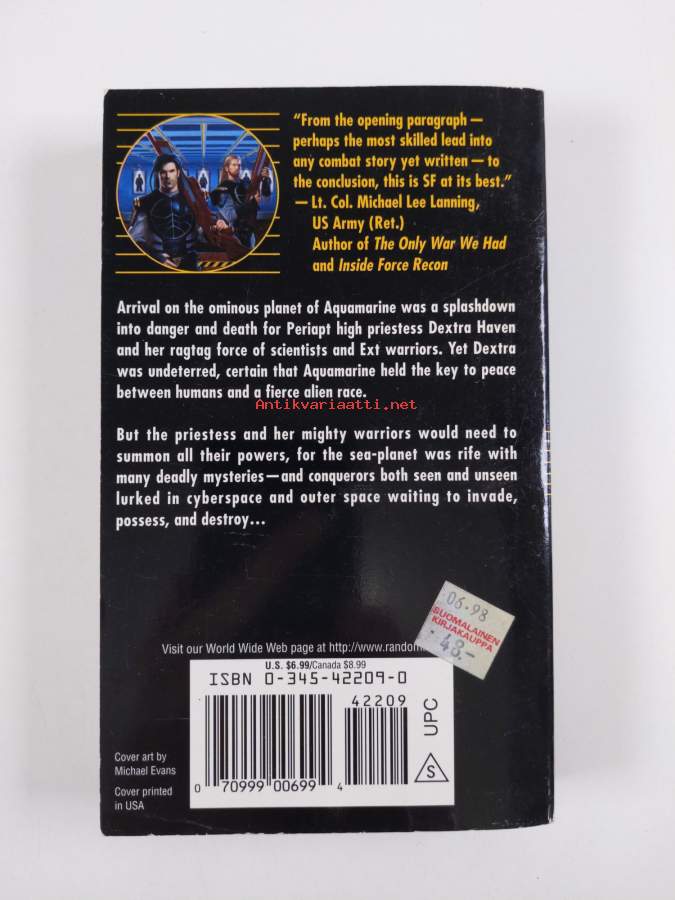 “From the opening paragraph —
perhaps the most skilled lead into
any combat story yet written — to
the conclusion, this is SF at its best.”
— Lt. Col. Michael Lee Lanning,
US Army (Ret.)
Author of The Only War We Had
and Inside Force Recon
Arrival on the ominous planet of Aquamarine was a splashdown
into danger and death for Periapt high priestess Dextra Haven
and her ragtag force of scientists and Ext warriors. Yet Dextra
was undeterred, certain that Aquamarine held the key to peace
between humans and a fierce alien race.
Antikvariaatti.net
But the priestess and her mighty warriors would need to
summon all their powers, for the sea-planet was rife with
many deadly mysteries—and conquerors both seen and unseen
lurked in cyberspace and outer space waiting to invade,
possess, and destroy...
06.98
SUOMALAINEN
KIRJAKAUPPA
48.-
Visit our World Wide Web page at http://www.random
U.S. $6.99/Canada $8.99
ISBN 0-345-42209-0
42209
UPC
S
0 70999 00699 4
Cover art by
Michael Evans
Cover printed
in USA